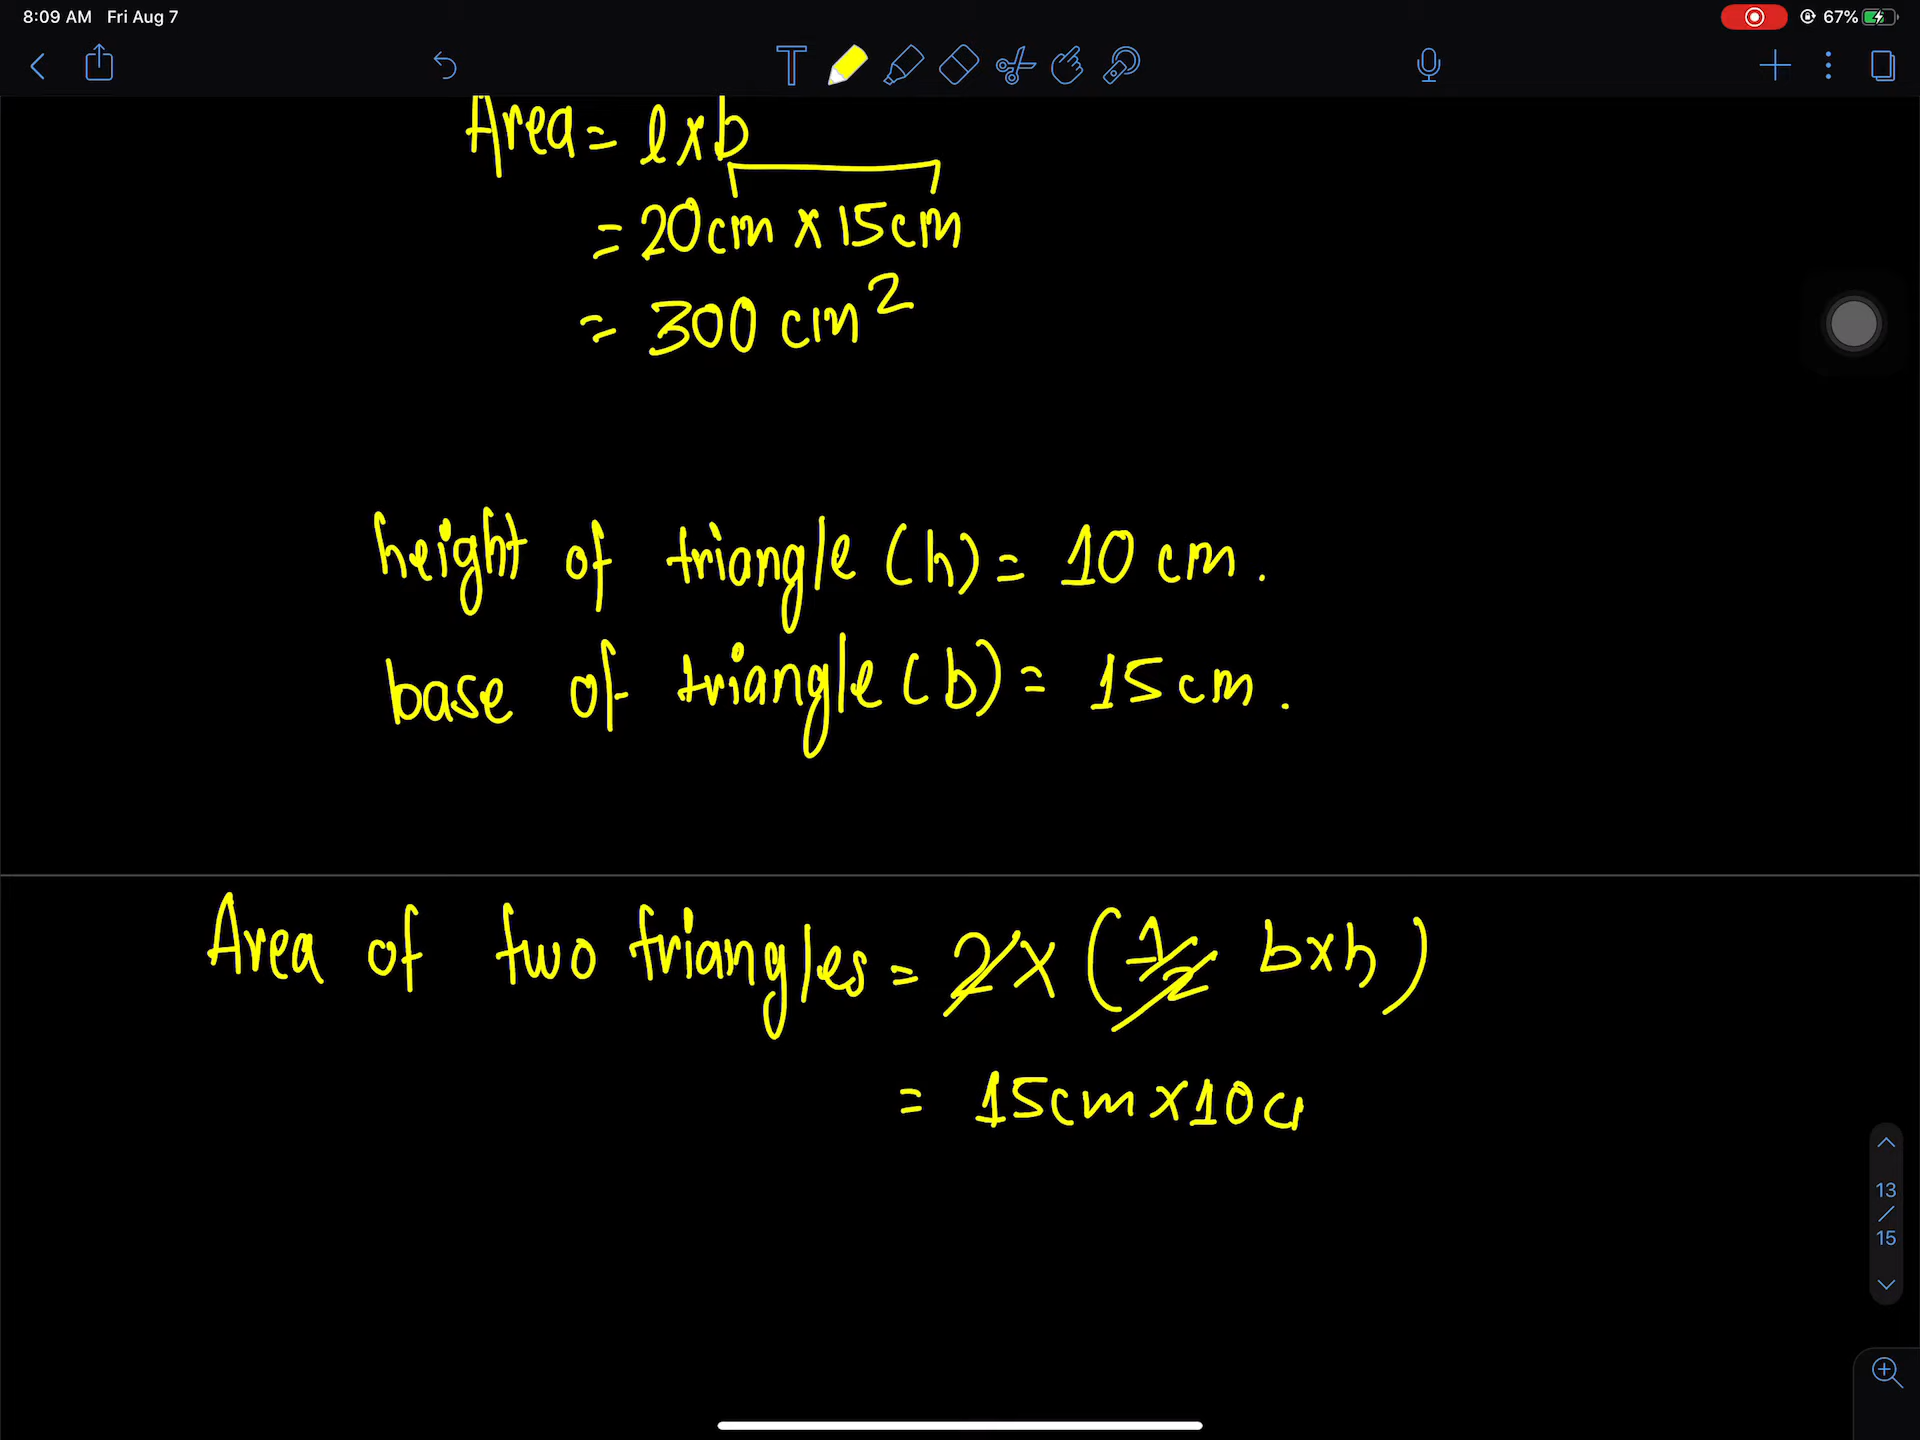 8:09 AM Fri Aug 7 67%
T
Area = l x b
= 20cm x 15cm
= 300 cm²
height of triangle (h) = 10 cm.
base of triangle (b) = 15 cm.
Area of two triangles = 2 x (1/2 b x h)
= 15cm x 10 c
13
/
15